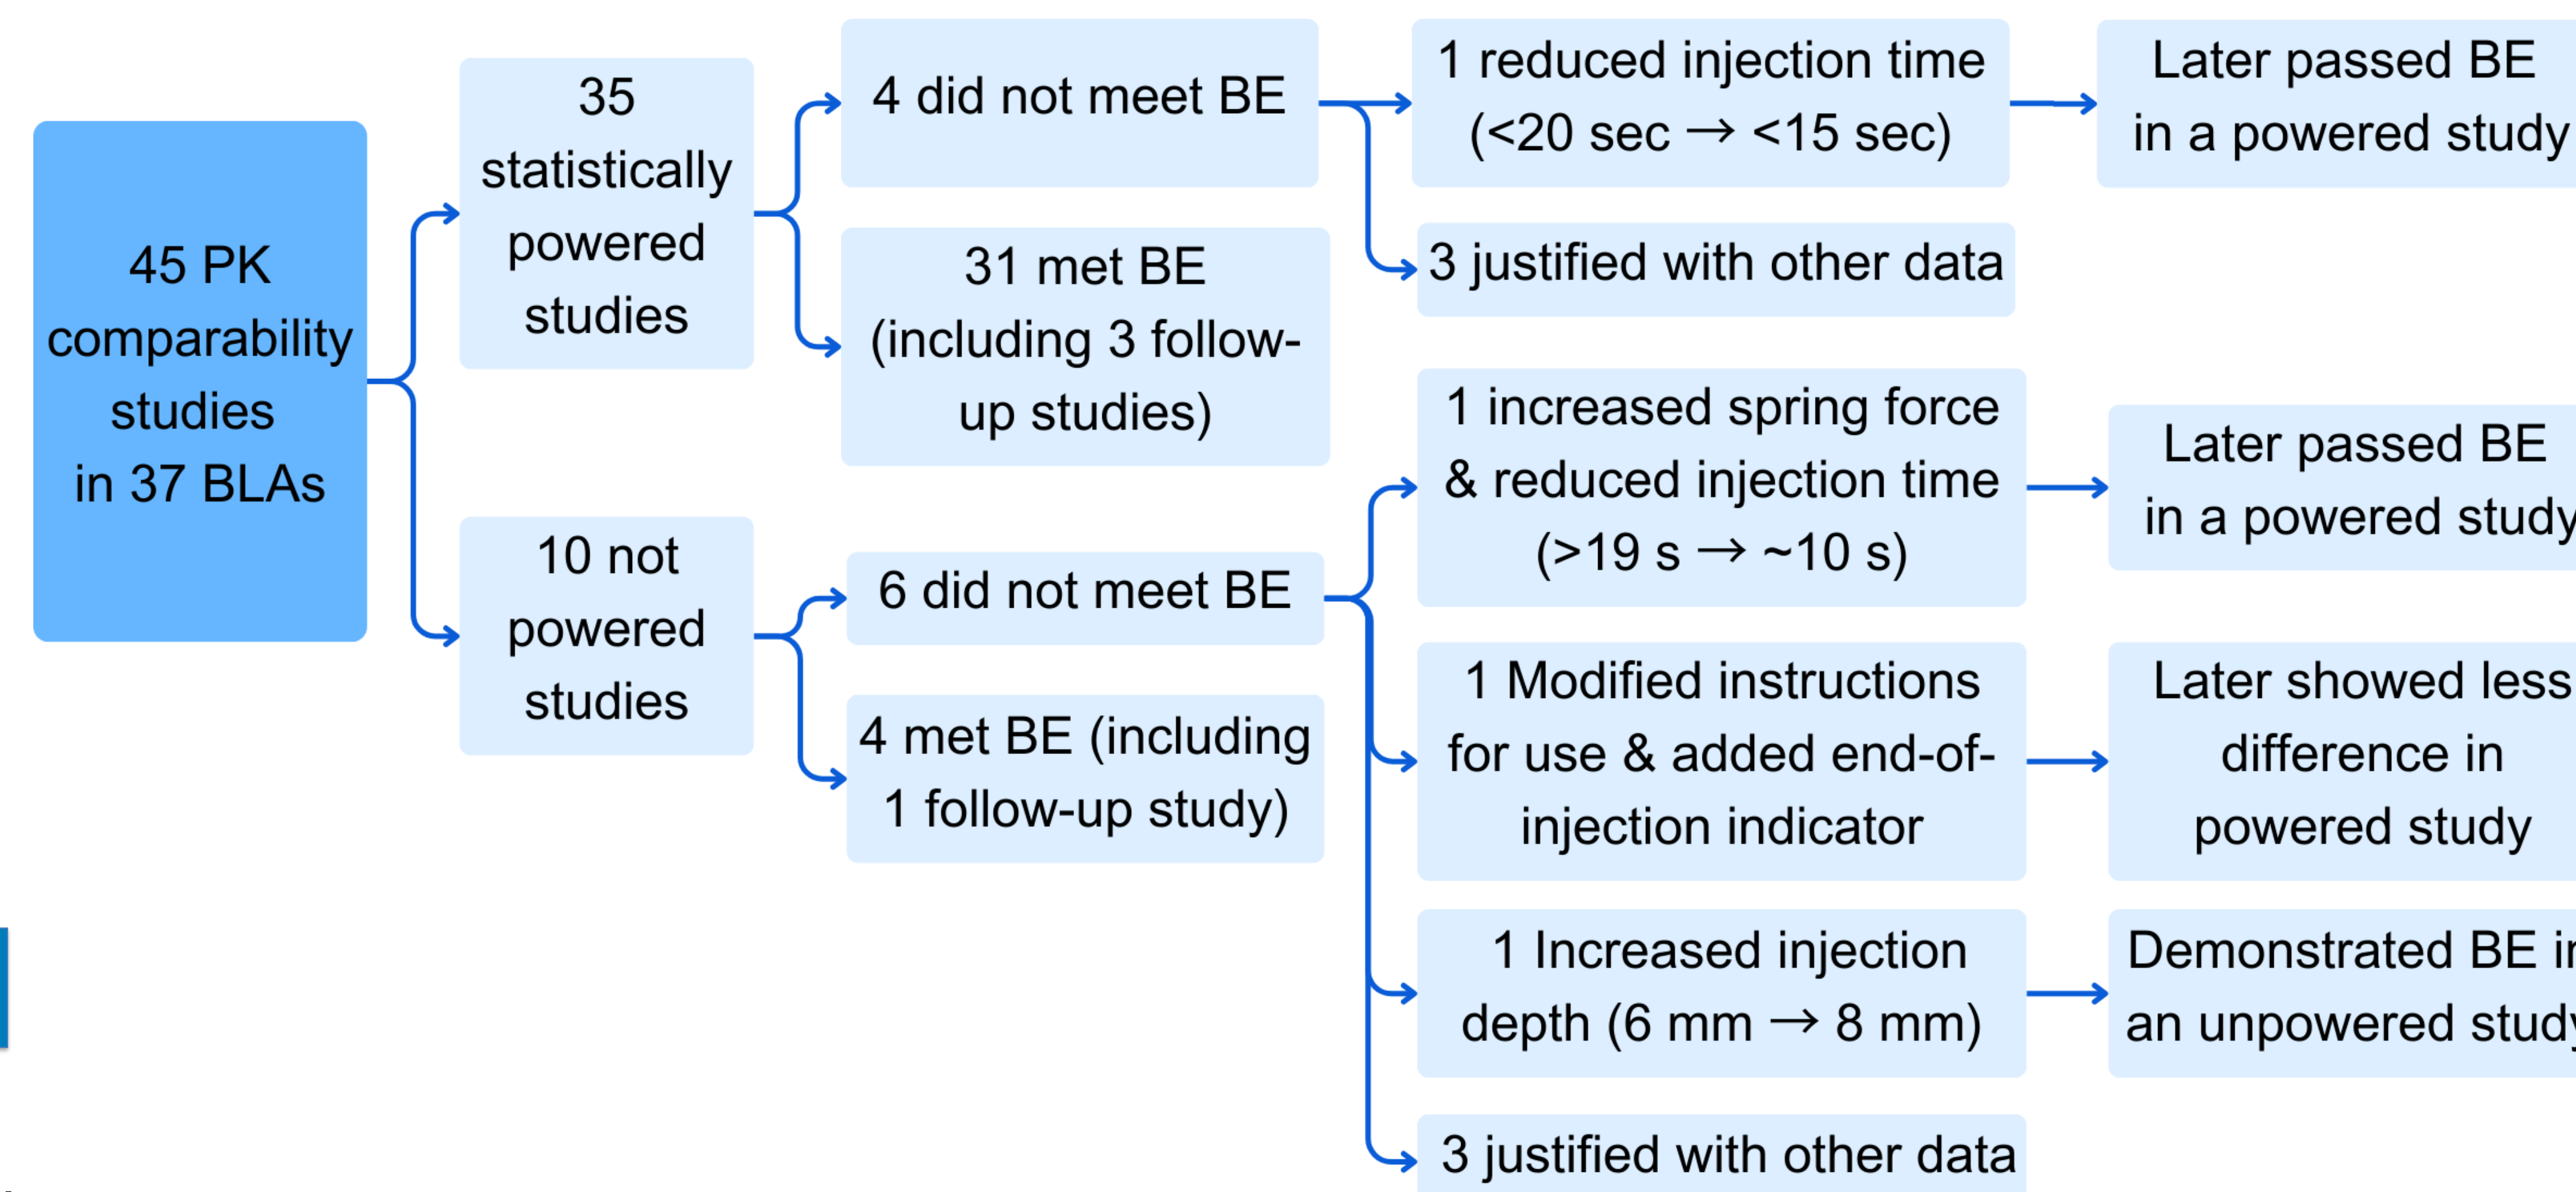 45 PK
comparability
studies
in 37 BLAs
35
statistically
powered
studies
10 not
powered
studies
4 did not meet BE
31 met BE
(including 3 follow-
up studies)
6 did not meet BE
4 met BE (including
1 follow-up study)
1 reduced injection time
(<20 sec → <15 sec)
3 justified with other data
1 increased spring force
& reduced injection time
(>19 s → ~10 s)
1 Modified instructions
for use & added end-of-
injection indicator
1 Increased injection
depth (6 mm → 8 mm)
3 justified with other data
Later passed BE
in a powered study
Later passed BE
in a powered study
Later showed less
difference in
powered study
Demonstrated BE in
an unpowered study